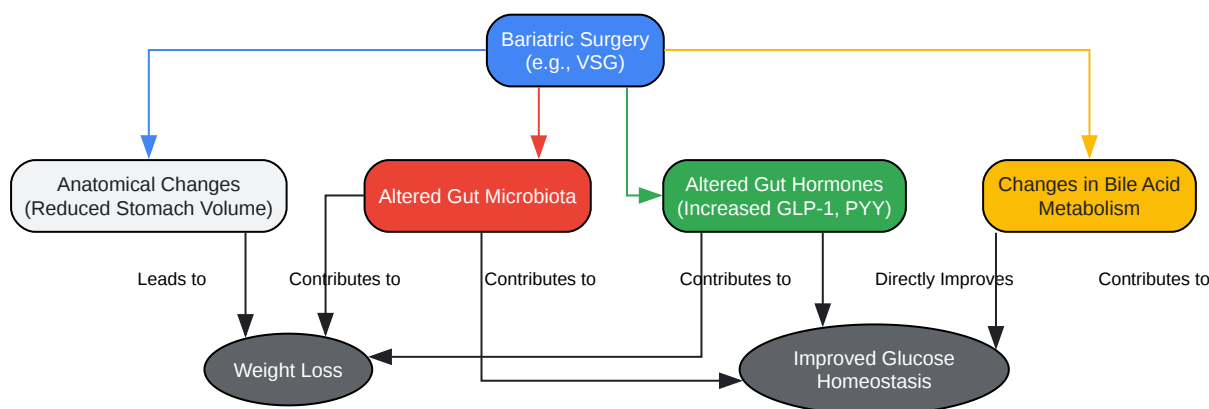 Bariatric Surgery
(e.g., VSG)
Anatomical Changes
(Reduced Stomach Volume)
Altered Gut Microbiota
Altered Gut Hormones
(Increased GLP-1, PYY)
Changes in Bile Acid
Metabolism
Leads to
Contributes to
Contributes to
Contributes to
Directly Improves
Contributes to
Weight Loss
Improved Glucose
Homeostasis